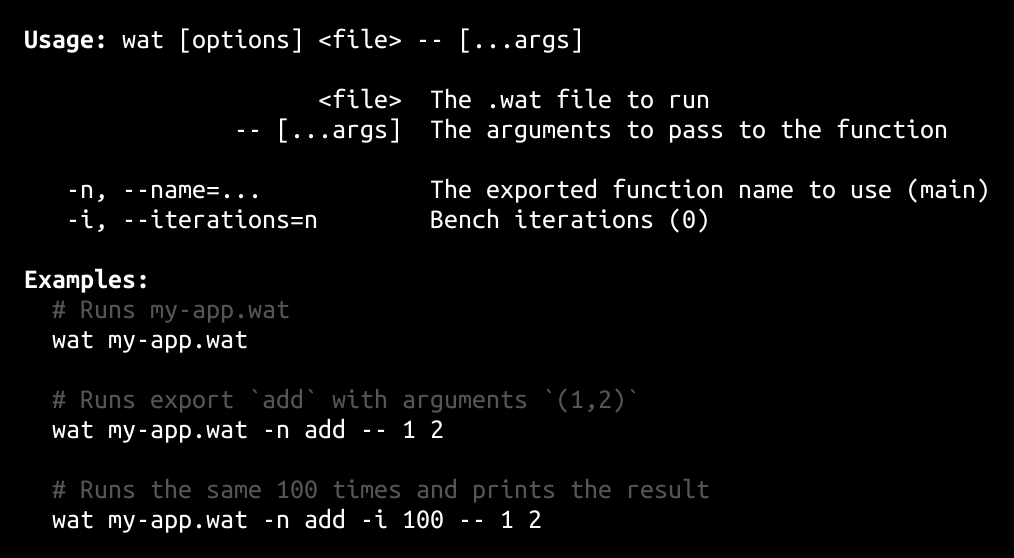 Usage: wat [options] <file> -- [...args]
<file>  The .wat file to run
-- [...args]  The arguments to pass to the function
-n, --name=...  The exported function name to use (main)
-i, --iterations=n  Bench iterations (0)
Examples:
# Runs my-app.wat
wat my-app.wat
# Runs export `add` with arguments `(1,2)`
wat my-app.wat -n add -- 1 2
# Runs the same 100 times and prints the result
wat my-app.wat -n add -i 100 -- 1 2